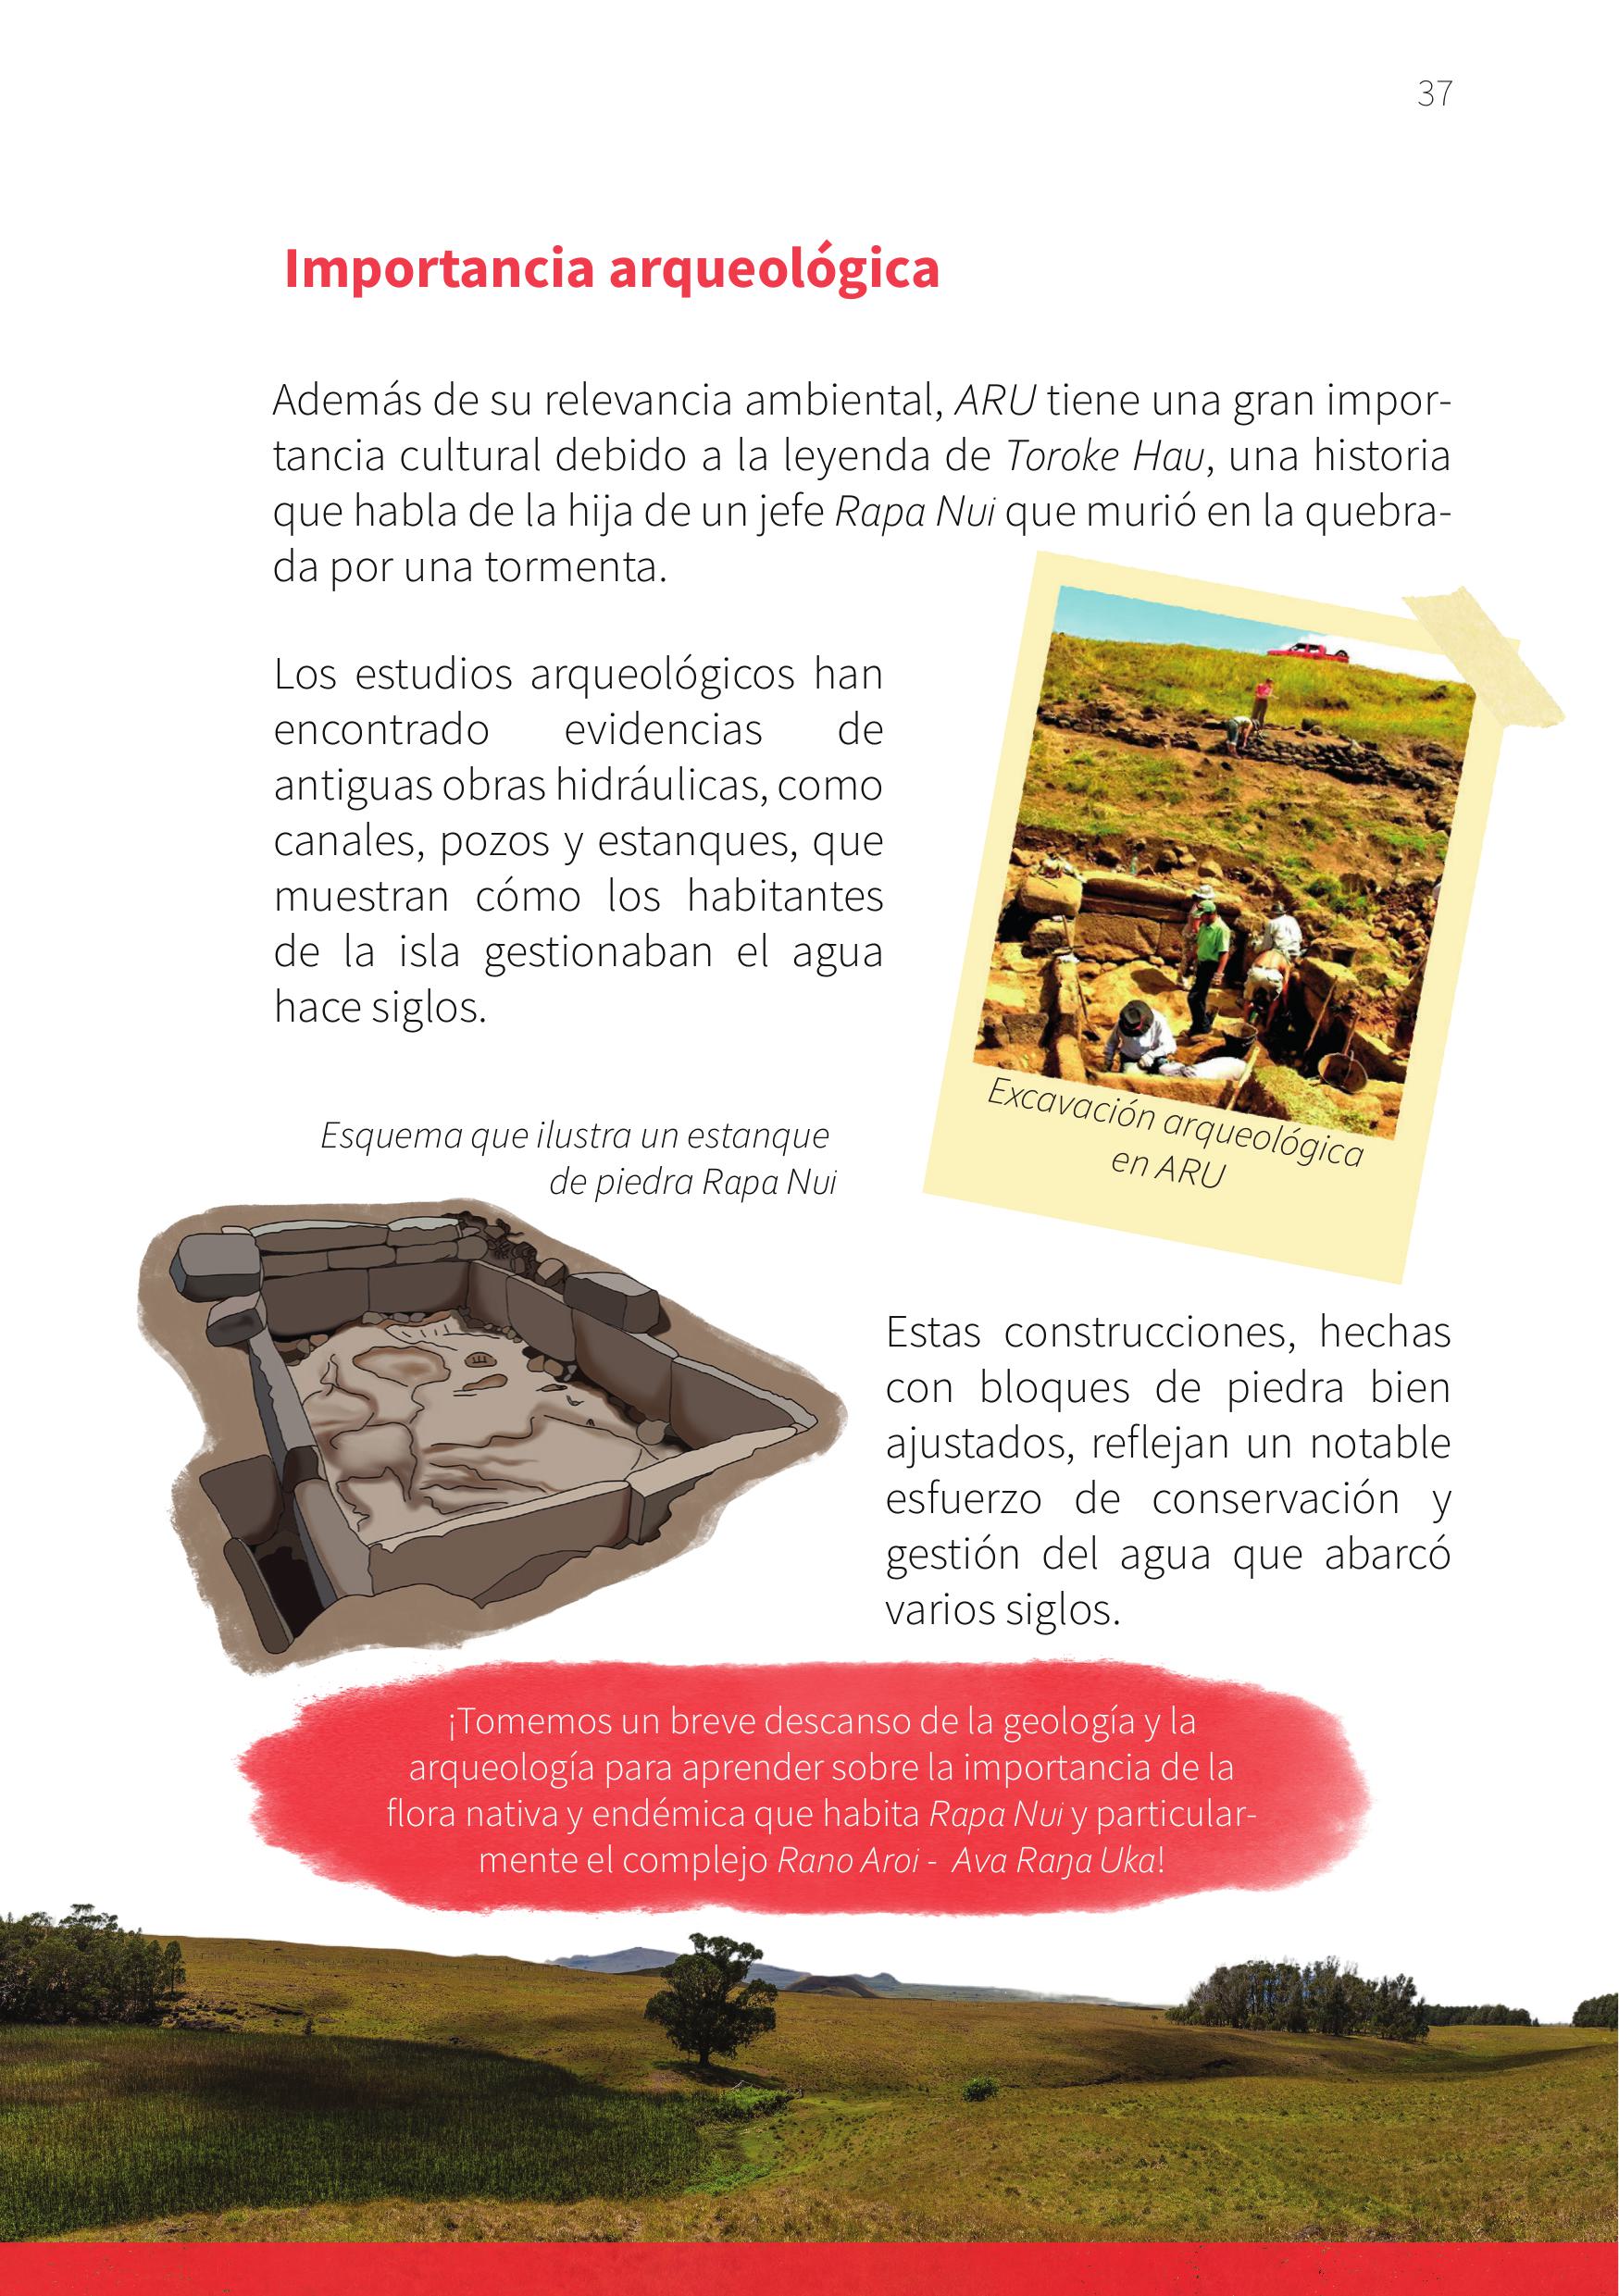 37
Importancia arqueológica
Además de su relevancia ambiental, ARU tiene una gran impor-
tancia cultural debido a la leyenda de Toroke Hau, una historia
que habla de la hija de un jefe Rapa Nui que murió en la quebra-
da por una tormenta.
Los estudios arqueológicos han
encontrado evidencias de
antiguas obras hidráulicas, como
canales, pozos y estanques, que
muestran cómo los habitantes
de la isla gestionaban el agua
hace siglos.
Excavación arqueológica
en ARU
Esquema que ilustra un estanque
de piedra Rapa Nui
Estas construcciones, hechas
con bloques de piedra bien
ajustados, reflejan un notable
esfuerzo de conservación y
gestión del agua que abarcó
varios siglos.
¡Tomemos un breve descanso de la geología y la
arqueología para aprender sobre la importancia de la
flora nativa y endémica que habita Rapa Nui y particular-
mente el complejo Rano Aroi - Ava Raŋa Uka!